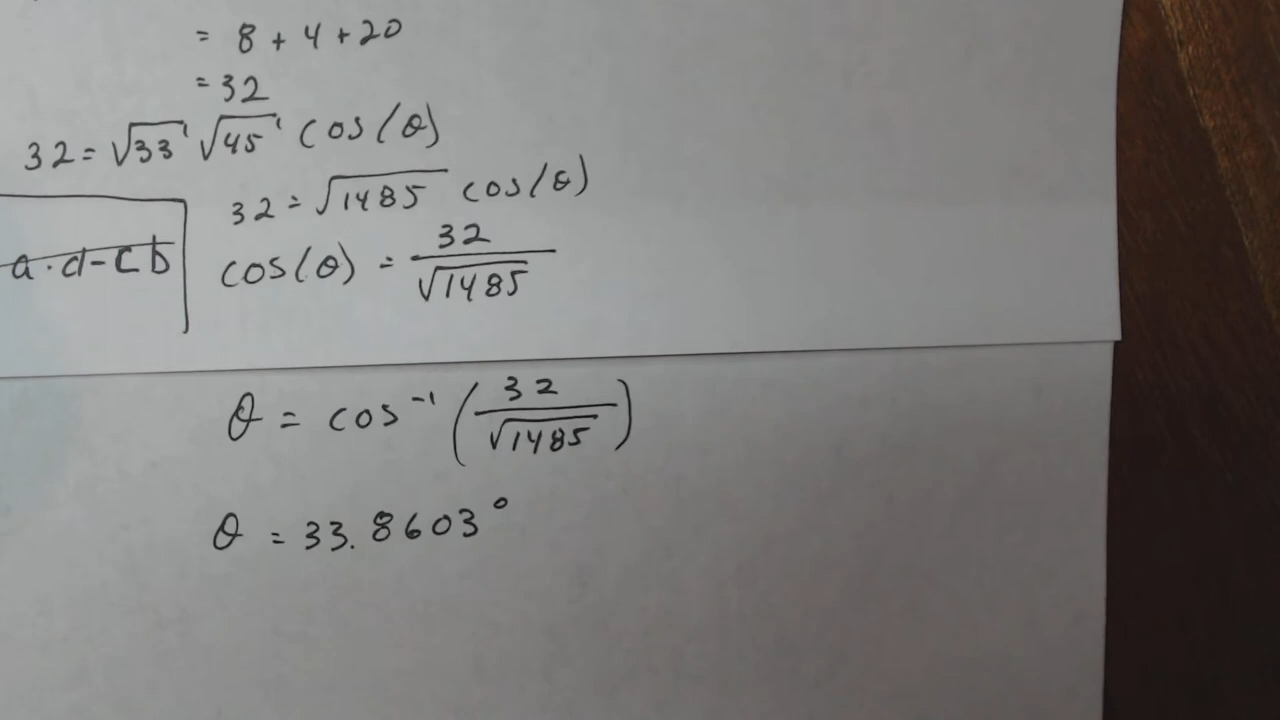 = 8 + 4 + 20
= 32
32 = √33 √45 cos(θ)
32 = √1485 cos(θ)
a·d-cb
cos(θ) = 32/√1485
θ = cos⁻¹(32/√1485)
θ = 33.8603°